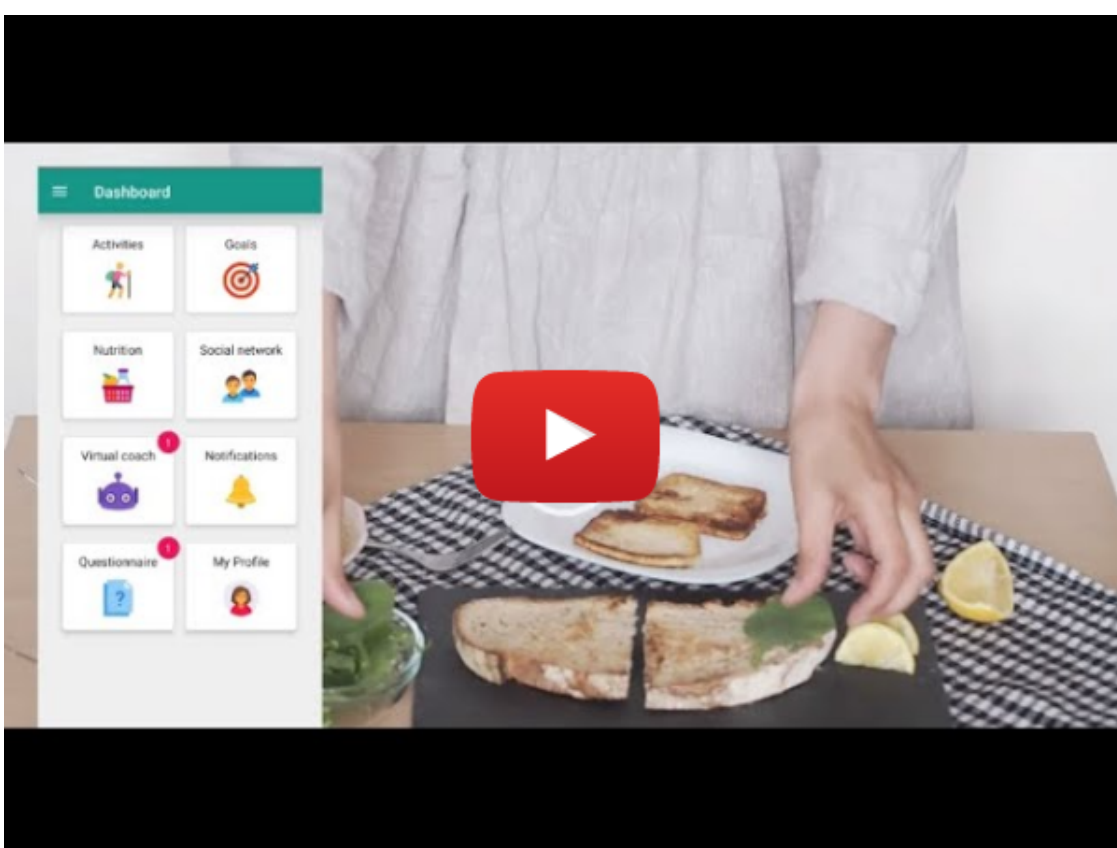 Dashboard
Activities
Goals
Nutrition
Social network
1
Virtual coach
Notifications
1
Questionnaire
My Profile
?